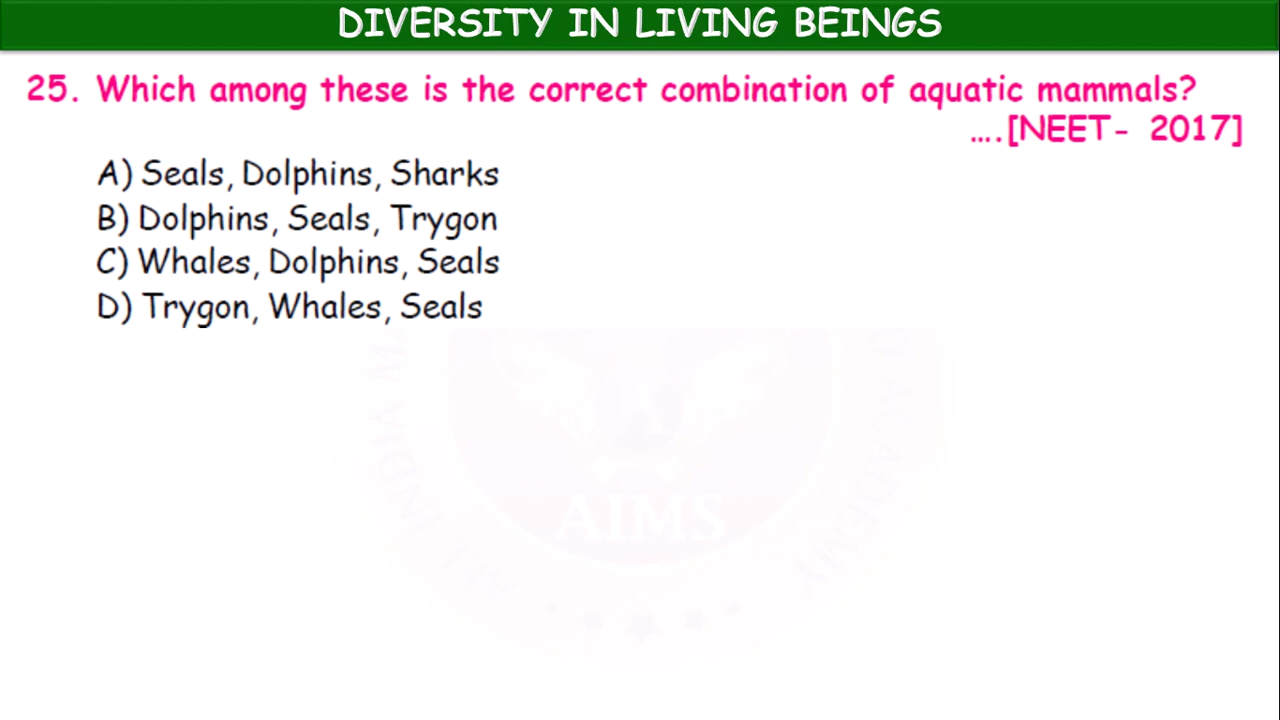 DIVERSITY IN LIVING BEINGS
25. Which among these is the correct combination of aquatic mammals?
....[NEET- 2017]
A) Seals, Dolphins, Sharks
B) Dolphins, Seals, Trygon
C) Whales, Dolphins, Seals
D) Trygon, Whales, Seals
AIMS